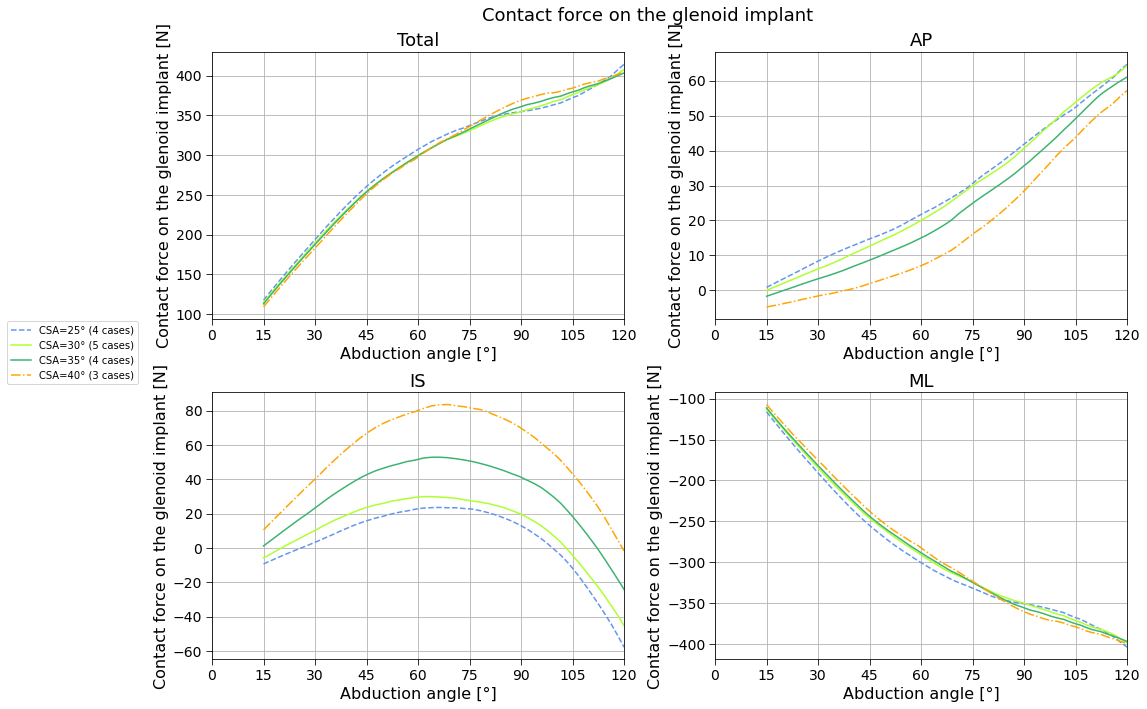 Contact force on the glenoid implant
Total
Contact force on the glenoid implant [N]
400
350
300
250
200
150
100
0 15 30 45 60 75 90 105 120
Abduction angle [°]
AP
Contact force on the glenoid implant [N]
60
50
40
30
20
10
0
0 15 30 45 60 75 90 105 120
Abduction angle [°]
CSA=25° (4 cases)
CSA=30° (5 cases)
CSA=35° (4 cases)
CSA=40° (3 cases)
IS
Contact force on the glenoid implant [N]
80
60
40
20
0
−20
−40
−60
0 15 30 45 60 75 90 105 120
Abduction angle [°]
ML
Contact force on the glenoid implant [N]
−100
−150
−200
−250
−300
−350
−400
0 15 30 45 60 75 90 105 120
Abduction angle [°]